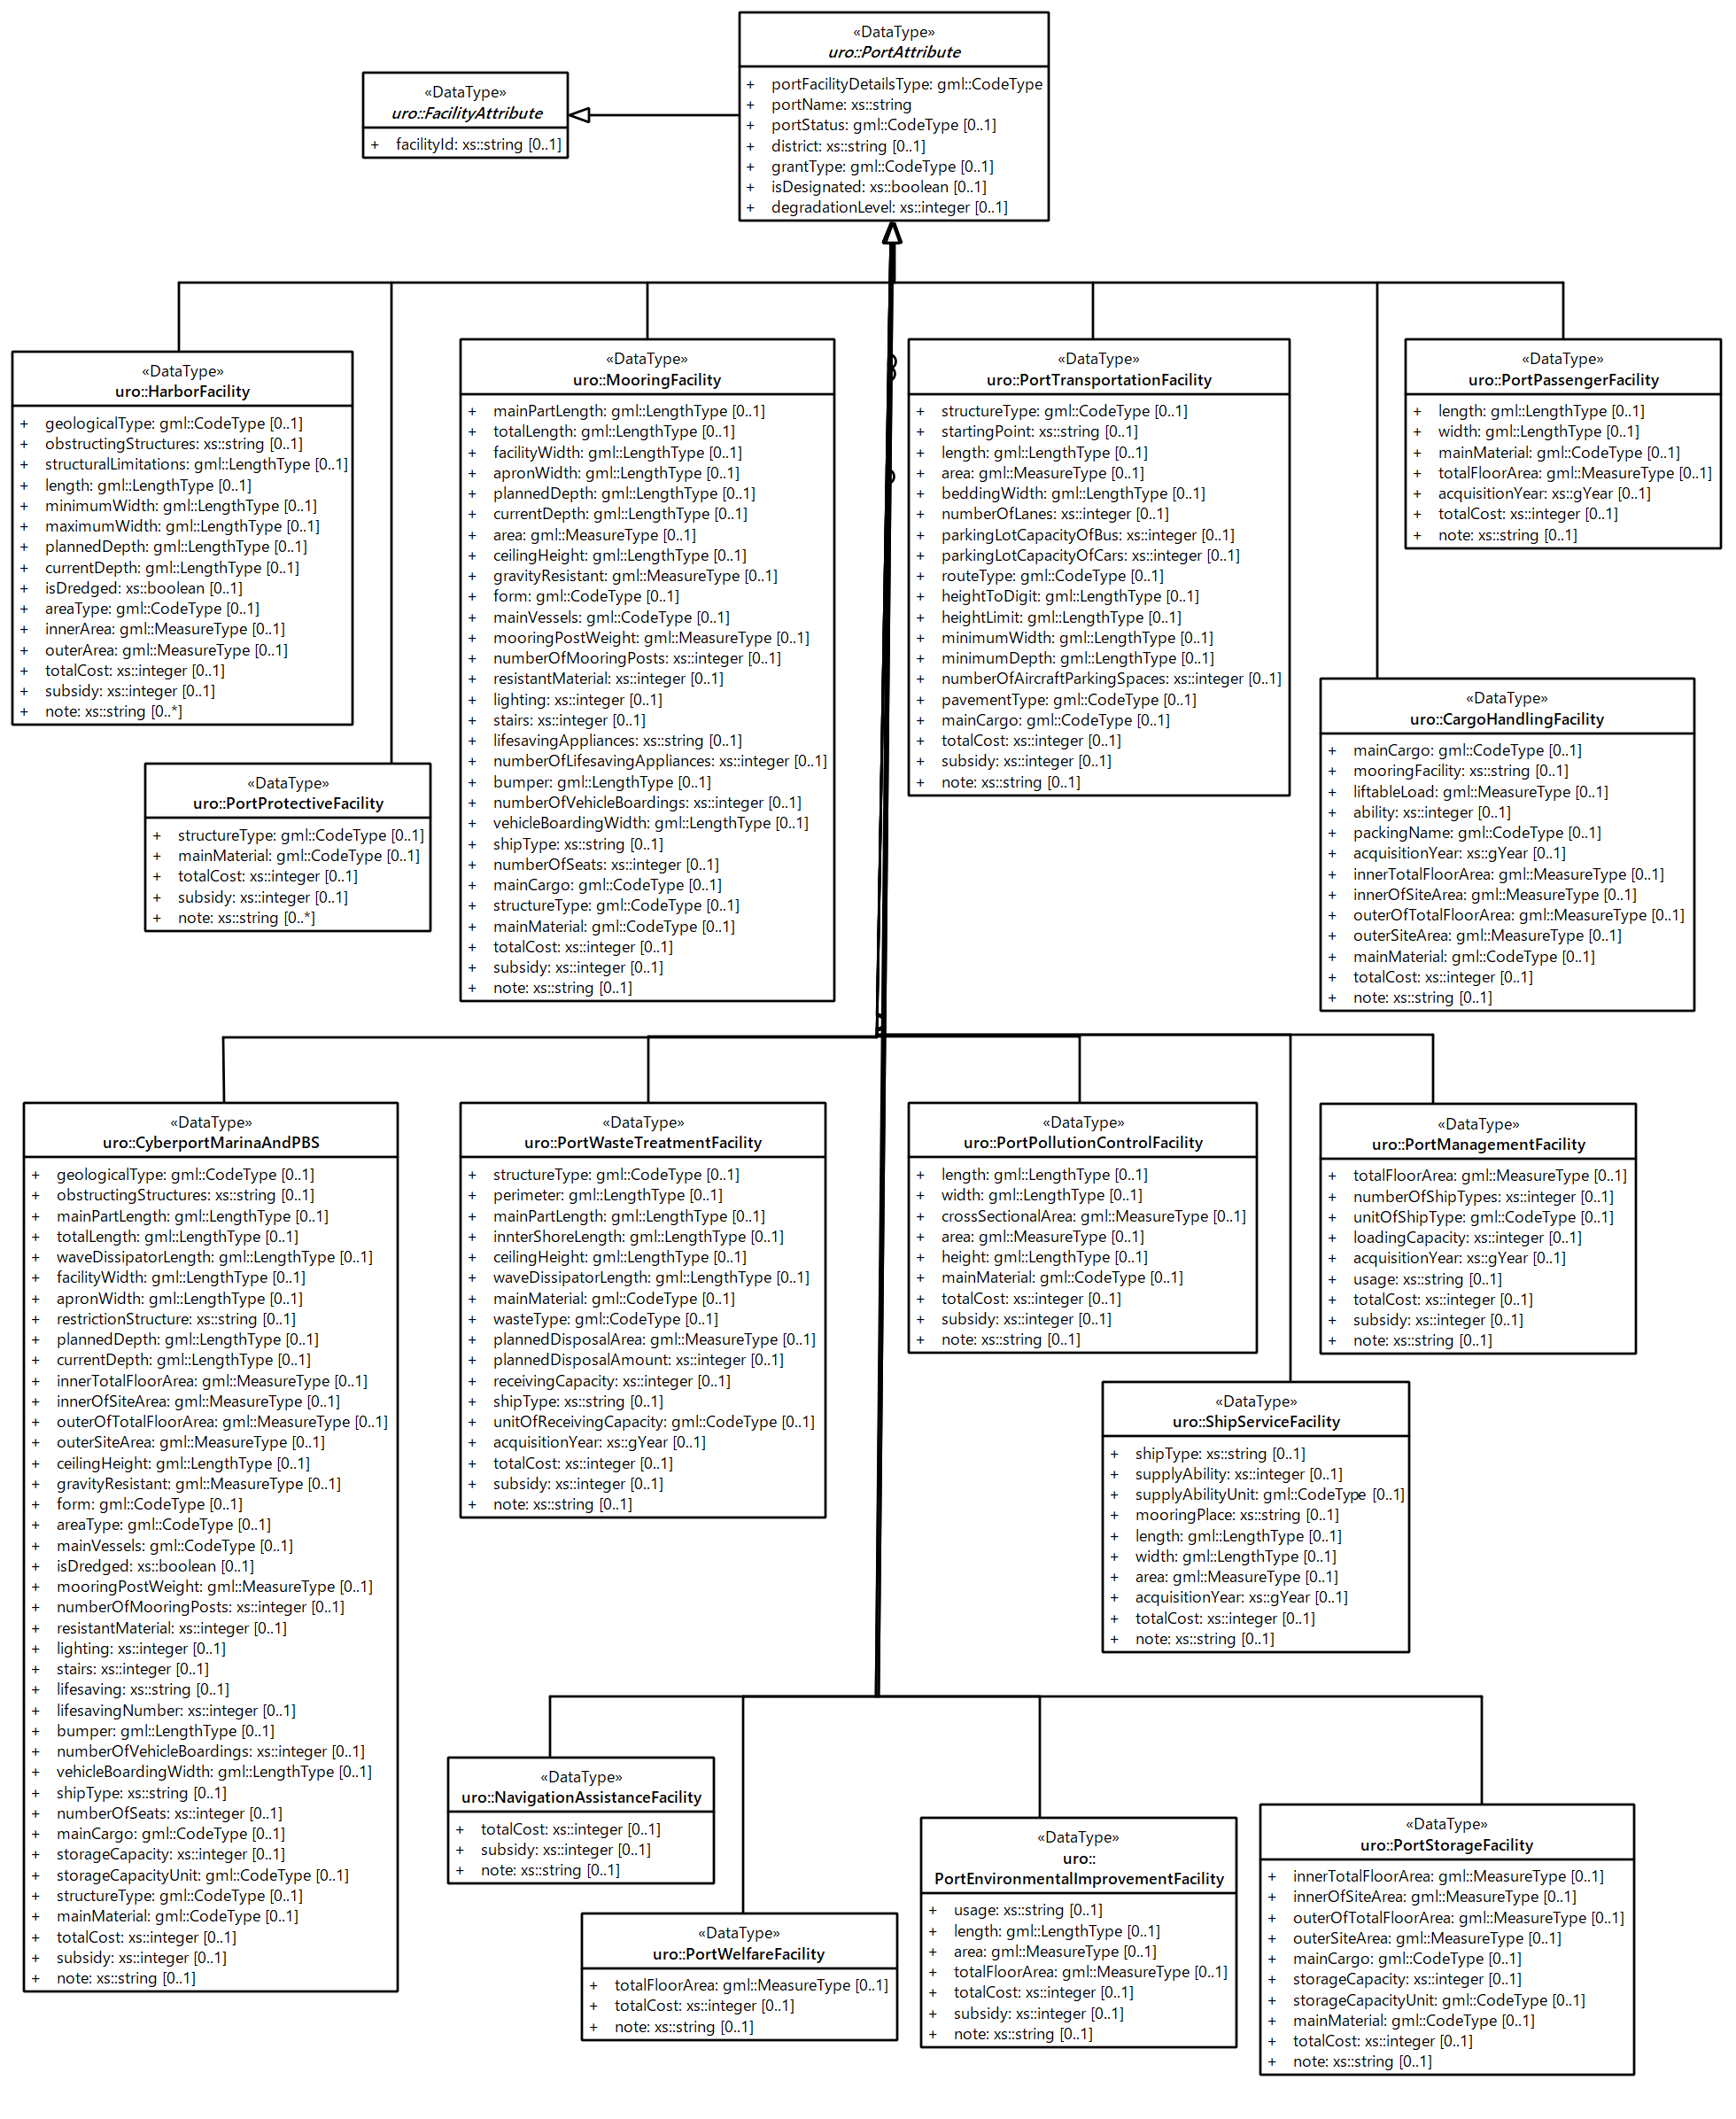 «DataType»
uro::PortAttribute
+ portFacilityDetailsType: gml::CodeType
+ portName: xs::string
+ portStatus: gml::CodeType [0..1]
+ district: xs::string [0..1]
+ grantType: gml::CodeType [0..1]
+ isDesignated: xs::boolean [0..1]
+ degradationLevel: xs::integer [0..1]
«DataType»
uro::FacilityAttribute
+ facilityId: xs::string [0..1]
«DataType»
uro::HarborFacility
+ geologicalType: gml::CodeType [0..1]
+ obstructingStructures: xs::string [0..1]
+ structuralLimitations: gml::LengthType [0..1]
+ length: gml::LengthType [0..1]
+ minimumWidth: gml::LengthType [0..1]
+ maximumWidth: gml::LengthType [0..1]
+ plannedDepth: gml::LengthType [0..1]
+ currentDepth: gml::LengthType [0..1]
+ isDredged: xs::boolean [0..1]
+ areaType: gml::CodeType [0..1]
+ innerArea: gml::MeasureType [0..1]
+ outerArea: gml::MeasureType [0..1]
+ totalCost: xs::integer [0..1]
+ subsidy: xs::integer [0..1]
+ note: xs::string [0..*]
«DataType»
uro::PortProtectiveFacility
+ structureType: gml::CodeType [0..1]
+ mainMaterial: gml::CodeType [0..1]
+ totalCost: xs::integer [0..1]
+ subsidy: xs::integer [0..1]
+ note: xs::string [0..*]
«DataType»
uro::MooringFacility
+ mainPartLength: gml::LengthType [0..1]
+ totalLength: gml::LengthType [0..1]
+ facilityWidth: gml::LengthType [0..1]
+ apronWidth: gml::LengthType [0..1]
+ plannedDepth: gml::LengthType [0..1]
+ currentDepth: gml::LengthType [0..1]
+ area: gml::MeasureType [0..1]
+ ceilingHeight: gml::LengthType [0..1]
+ gravityResistant: gml::MeasureType [0..1]
+ form: gml::CodeType [0..1]
+ mainVessels: gml::CodeType [0..1]
+ mooringPostWeight: gml::MeasureType [0..1]
+ numberOfMooringPosts: xs::integer [0..1]
+ resistantMaterial: xs::integer [0..1]
+ lighting: xs::integer [0..1]
+ stairs: xs::integer [0..1]
+ lifesavingAppliances: xs::string [0..1]
+ numberOfLifesavingAppliances: xs::integer [0..1]
+ bumper: gml::LengthType [0..1]
+ numberOfVehicleBoardings: xs::integer [0..1]
+ vehicleBoardingWidth: gml::LengthType [0..1]
+ shipType: xs::string [0..1]
+ numberOfSeats: xs::integer [0..1]
+ mainCargo: gml::CodeType [0..1]
+ structureType: gml::CodeType [0..1]
+ mainMaterial: gml::CodeType [0..1]
+ totalCost: xs::integer [0..1]
+ subsidy: xs::integer [0..1]
+ note: xs::string [0..1]
«DataType»
uro::PortTransportationFacility
+ structureType: gml::CodeType [0..1]
+ startingPoint: xs::string [0..1]
+ length: gml::LengthType [0..1]
+ area: gml::MeasureType [0..1]
+ beddingWidth: gml::LengthType [0..1]
+ numberOfLanes: xs::integer [0..1]
+ parkingLotCapacityOfBus: xs::integer [0..1]
+ parkingLotCapacityOfCars: xs::integer [0..1]
+ routeType: gml::CodeType [0..1]
+ heightToDigit: gml::LengthType [0..1]
+ heightLimit: gml::LengthType [0..1]
+ minimumWidth: gml::LengthType [0..1]
+ minimumDepth: gml::LengthType [0..1]
+ numberOfAircraftParkingSpaces: xs::integer [0..1]
+ pavementType: gml::CodeType [0..1]
+ mainCargo: gml::CodeType [0..1]
+ totalCost: xs::integer [0..1]
+ subsidy: xs::integer [0..1]
+ note: xs::string [0..1]
«DataType»
uro::PortPassengerFacility
+ length: gml::LengthType [0..1]
+ width: gml::LengthType [0..1]
+ mainMaterial: gml::CodeType [0..1]
+ totalFloorArea: gml::MeasureType [0..1]
+ acquisitionYear: xs::gYear [0..1]
+ totalCost: xs::integer [0..1]
+ note: xs::string [0..1]
«DataType»
uro::CargoHandlingFacility
+ mainCargo: gml::CodeType [0..1]
+ mooringFacility: xs::string [0..1]
+ liftableLoad: gml::MeasureType [0..1]
+ ability: xs::integer [0..1]
+ packingName: gml::CodeType [0..1]
+ acquisitionYear: xs::gYear [0..1]
+ innerTotalFloorArea: gml::MeasureType [0..1]
+ innerOfSiteArea: gml::MeasureType [0..1]
+ outerOfTotalFloorArea: gml::MeasureType [0..1]
+ outerSiteArea: gml::MeasureType [0..1]
+ mainMaterial: gml::CodeType [0..1]
+ totalCost: xs::integer [0..1]
+ note: xs::string [0..1]
«DataType»
uro::CyberportMarinaAndPBS
+ geologicalType: gml::CodeType [0..1]
+ obstructingStructures: xs::string [0..1]
+ mainPartLength: gml::LengthType [0..1]
+ totalLength: gml::LengthType [0..1]
+ waveDissipatorLength: gml::LengthType [0..1]
+ facilityWidth: gml::LengthType [0..1]
+ apronWidth: gml::LengthType [0..1]
+ restrictionStructure: xs::string [0..1]
+ plannedDepth: gml::LengthType [0..1]
+ currentDepth: gml::LengthType [0..1]
+ innerTotalFloorArea: gml::MeasureType [0..1]
+ innerOfSiteArea: gml::MeasureType [0..1]
+ outerOfTotalFloorArea: gml::MeasureType [0..1]
+ outerSiteArea: gml::MeasureType [0..1]
+ ceilingHeight: gml::LengthType [0..1]
+ gravityResistant: gml::MeasureType [0..1]
+ form: gml::CodeType [0..1]
+ areaType: gml::CodeType [0..1]
+ mainVessels: gml::CodeType [0..1]
+ isDredged: xs::boolean [0..1]
+ mooringPostWeight: gml::MeasureType [0..1]
+ numberOfMooringPosts: xs::integer [0..1]
+ resistantMaterial: xs::integer [0..1]
+ lighting: xs::integer [0..1]
+ stairs: xs::integer [0..1]
+ lifesaving: xs::string [0..1]
+ lifesavingNumber: xs::integer [0..1]
+ bumper: gml::LengthType [0..1]
+ numberOfVehicleBoardings: xs::integer [0..1]
+ vehicleBoardingWidth: gml::LengthType [0..1]
+ shipType: xs::string [0..1]
+ numberOfSeats: xs::integer [0..1]
+ mainCargo: gml::CodeType [0..1]
+ storageCapacity: xs::integer [0..1]
+ storageCapacityUnit: gml::CodeType [0..1]
+ structureType: gml::CodeType [0..1]
+ mainMaterial: gml::CodeType [0..1]
+ totalCost: xs::integer [0..1]
+ subsidy: xs::integer [0..1]
+ note: xs::string [0..1]
«DataType»
uro::PortWasteTreatmentFacility
+ structureType: gml::CodeType [0..1]
+ perimeter: gml::LengthType [0..1]
+ mainPartLength: gml::LengthType [0..1]
+ innterShoreLength: gml::LengthType [0..1]
+ ceilingHeight: gml::LengthType [0..1]
+ waveDissipatorLength: gml::LengthType [0..1]
+ mainMaterial: gml::CodeType [0..1]
+ wasteType: gml::CodeType [0..1]
+ plannedDisposalArea: gml::MeasureType [0..1]
+ plannedDisposalAmount: xs::integer [0..1]
+ receivingCapacity: xs::integer [0..1]
+ shipType: xs::string [0..1]
+ unitOfReceivingCapacity: gml::CodeType [0..1]
+ acquisitionYear: xs::gYear [0..1]
+ totalCost: xs::integer [0..1]
+ subsidy: xs::integer [0..1]
+ note: xs::string [0..1]
«DataType»
uro::PortPollutionControlFacility
+ length: gml::LengthType [0..1]
+ width: gml::LengthType [0..1]
+ crossSectionalArea: gml::MeasureType [0..1]
+ area: gml::MeasureType [0..1]
+ height: gml::LengthType [0..1]
+ mainMaterial: gml::CodeType [0..1]
+ totalCost: xs::integer [0..1]
+ subsidy: xs::integer [0..1]
+ note: xs::string [0..1]
«DataType»
uro::PortManagementFacility
+ totalFloorArea: gml::MeasureType [0..1]
+ numberOfShipTypes: xs::integer [0..1]
+ unitOfShipType: gml::CodeType [0..1]
+ loadingCapacity: xs::integer [0..1]
+ acquisitionYear: xs::gYear [0..1]
+ usage: xs::string [0..1]
+ totalCost: xs::integer [0..1]
+ subsidy: xs::integer [0..1]
+ note: xs::string [0..1]
«DataType»
uro::ShipServiceFacility
+ shipType: xs::string [0..1]
+ supplyAbility: xs::integer [0..1]
+ supplyAbilityUnit: gml::CodeType [0..1]
+ mooringPlace: xs::string [0..1]
+ length: gml::LengthType [0..1]
+ width: gml::LengthType [0..1]
+ area: gml::MeasureType [0..1]
+ acquisitionYear: xs::gYear [0..1]
+ totalCost: xs::integer [0..1]
+ note: xs::string [0..1]
«DataType»
uro::NavigationAssistanceFacility
+ totalCost: xs::integer [0..1]
+ subsidy: xs::integer [0..1]
+ note: xs::string [0..1]
«DataType»
uro::PortWelfareFacility
+ totalFloorArea: gml::MeasureType [0..1]
+ totalCost: xs::integer [0..1]
+ note: xs::string [0..1]
«DataType»
uro::
PortEnvironmentalImprovementFacility
+ usage: xs::string [0..1]
+ length: gml::LengthType [0..1]
+ area: gml::MeasureType [0..1]
+ totalFloorArea: gml::MeasureType [0..1]
+ totalCost: xs::integer [0..1]
+ subsidy: xs::integer [0..1]
+ note: xs::string [0..1]
«DataType»
uro::PortStorageFacility
+ innerTotalFloorArea: gml::MeasureType [0..1]
+ innerOfSiteArea: gml::MeasureType [0..1]
+ outerOfTotalFloorArea: gml::MeasureType [0..1]
+ outerSiteArea: gml::MeasureType [0..1]
+ mainCargo: gml::CodeType [0..1]
+ storageCapacity: xs::integer [0..1]
+ storageCapacityUnit: gml::CodeType [0..1]
+ mainMaterial: gml::CodeType [0..1]
+ totalCost: xs::integer [0..1]
+ note: xs::string [0..1]